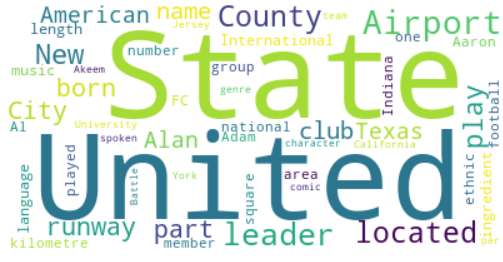 American name County Airport
length
New number International one Aaron
team
Jersey
State
music Akeem group Indiana
born FC genre
City University club Texas play football
Al spoken Alan national Adam character California
United
language played York area ethnic ingredient
Battle comic square
runway part leader located
kilometre member per